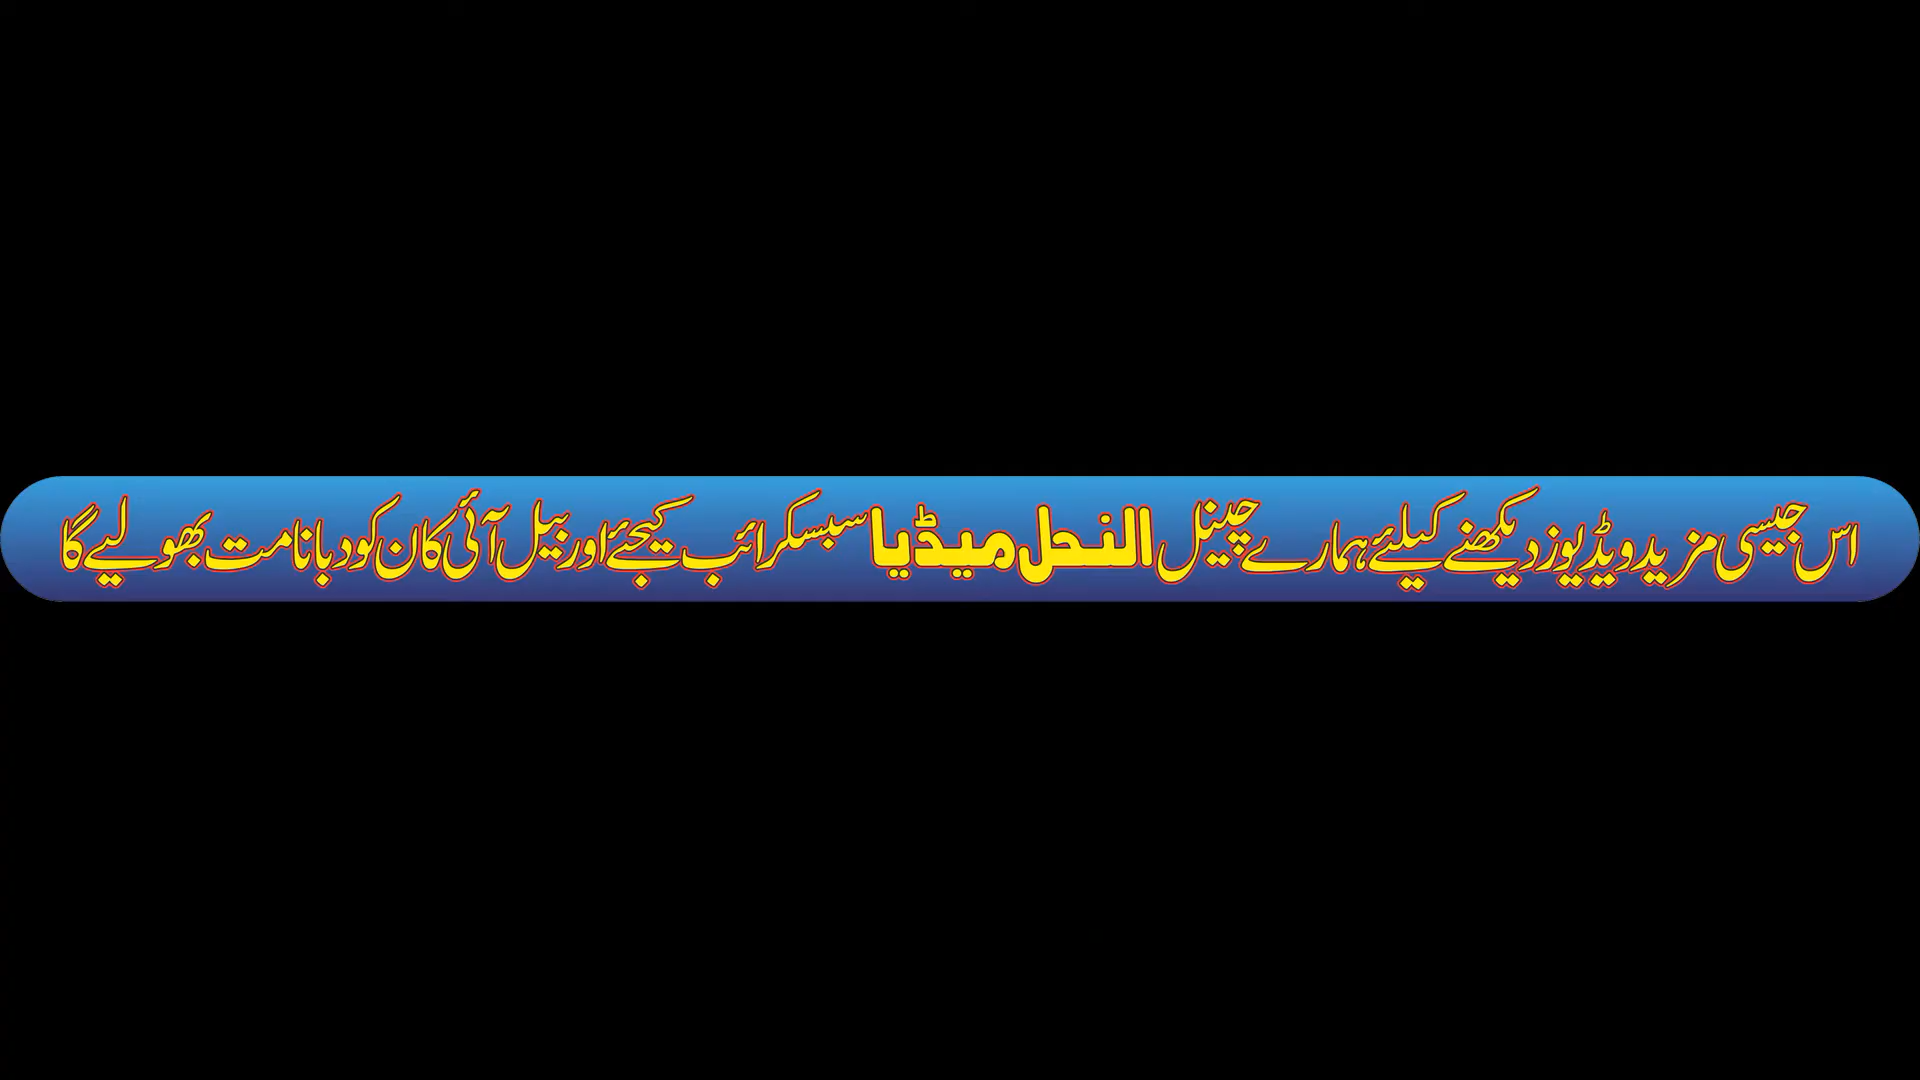 اس جیسی مزید ویڈیوز دیکھنے کیلئے ہمارے چینل النحل میڈیا سبسکرائب کیجئے اور بیل آئی کان کو دبانا مت بھولیے گا